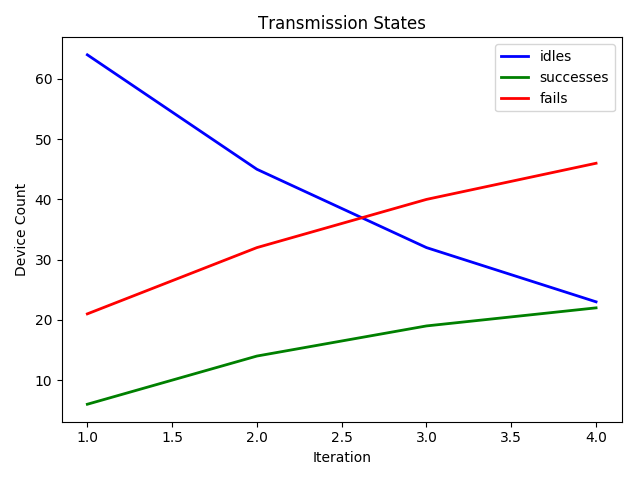 Transmission States
idles
successes
fails
60
50
40
30
20
10
Device Count
1.0 1.5 2.0 2.5 3.0 3.5 4.0
Iteration